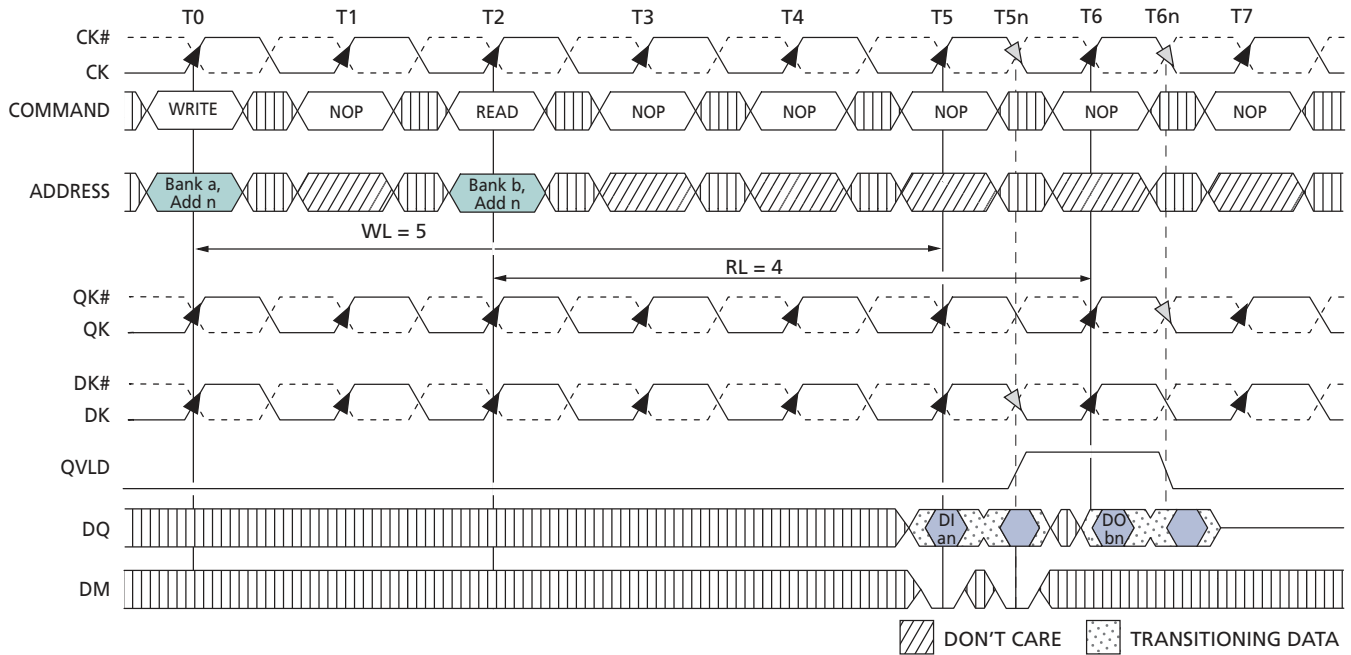 T0 T1 T2 T3 T4 T5 T5n T6 T6n T7
CK#
CK
COMMAND WRITE NOP READ NOP NOP NOP NOP NOP
ADDRESS Bank a, Add n Bank b, Add n
WL = 5
RL = 4
QK#
QK
DK#
DK
QVLD
DQ DI an DO bn
DM
DON'T CARE TRANSITIONING DATA